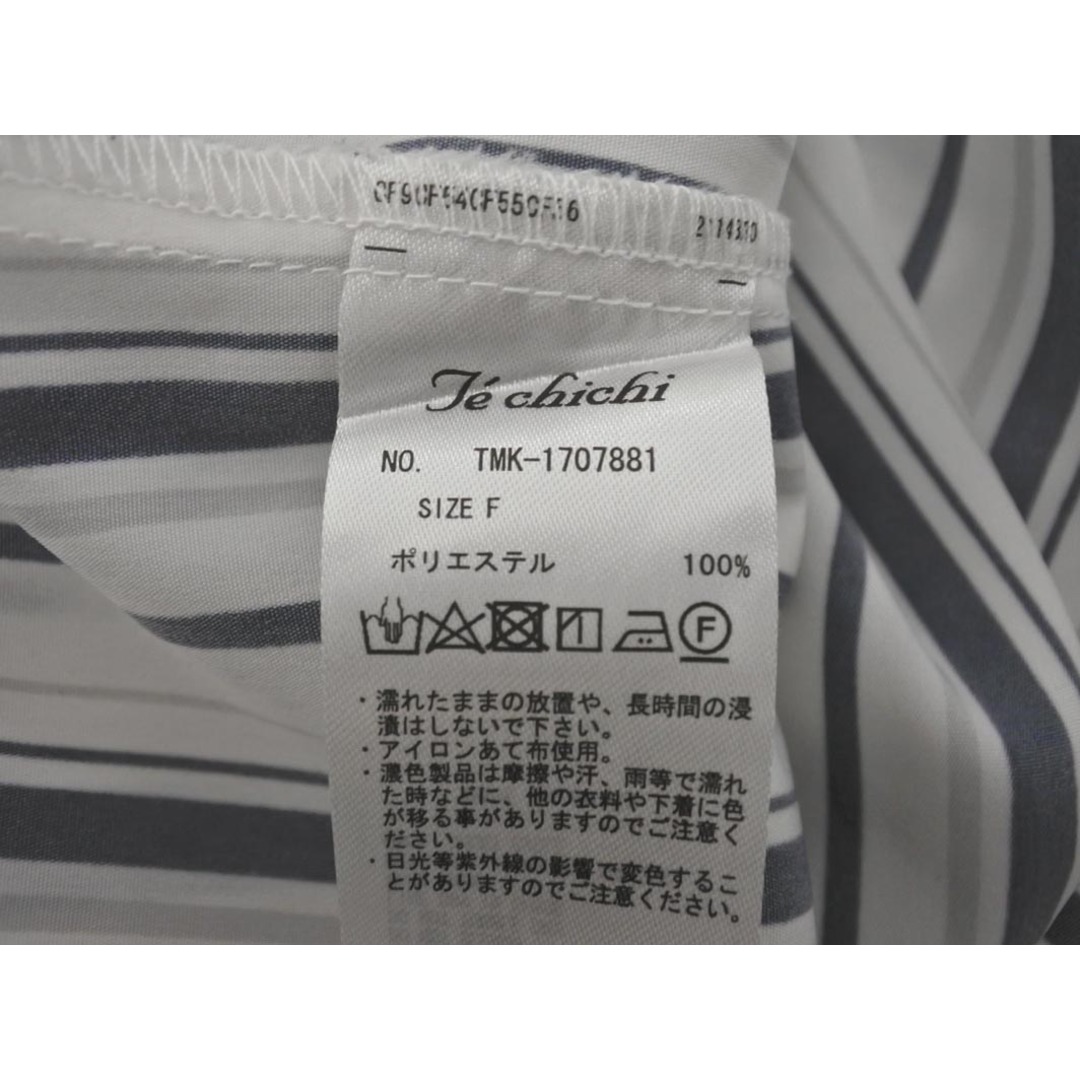 Té chichi
NO. TMK-1707881
SIZE F
ポリエステル 100%
F
・濡れたままの放置や、長時間の浸
漬はしないで下さい。
・アイロンあて布使用。
・濃色製品は摩擦や汗、雨等で濡れ
た時などに、他の衣料や下着に色
が移る事がありますのでご注意く
ださい。
・日光等紫外線の影響で変色するこ
とがありますのでご注意ください。